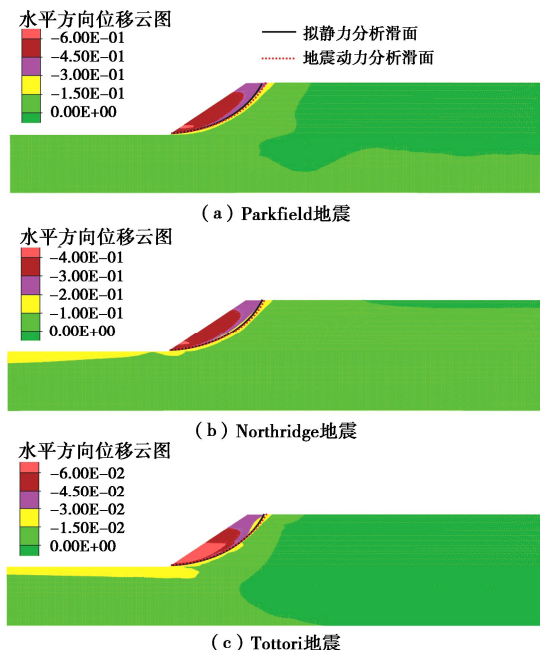 水平方向位移云图
-6.00E-01
-4.50E-01
-3.00E-01
-1.50E-01
0.00E+00
拟静力分析滑面
地震动力分析滑面
(a)Parkfield地震
水平方向位移云图
-4.00E-01
-3.00E-01
-2.00E-01
-1.00E-01
0.00E+00
(b)Northridge地震
水平方向位移云图
-6.00E-02
-4.50E-02
-3.00E-02
-1.50E-02
0.00E+00
(c)Tottori地震